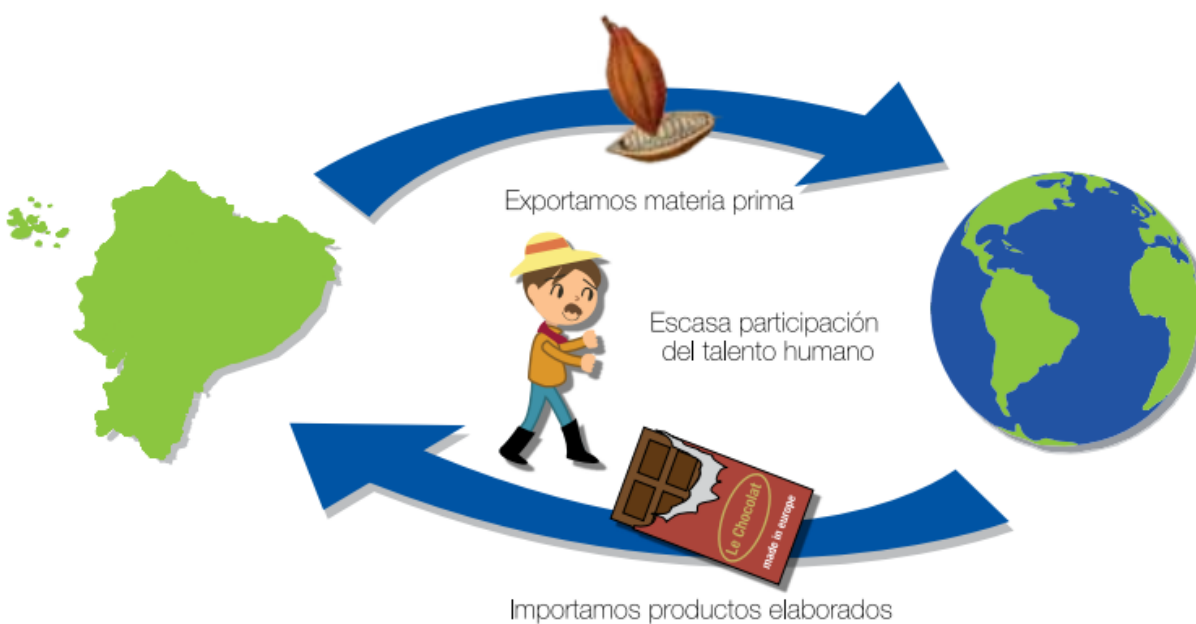 Exportamos materia prima
Escasa participación
del talento humano
Le Chocolat
made in europe
Importamos productos elaborados